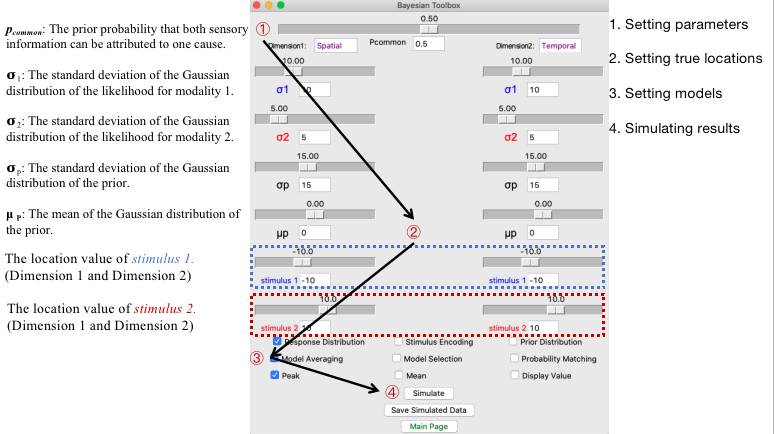 Bayesian Toolbox
p_common: The prior probability that both sensory
information can be attributed to one cause.
σ1: The standard deviation of the Gaussian
distribution of the likelihood for modality 1.
σ2: The standard deviation of the Gaussian
distribution of the likelihood for modality 2.
σp: The standard deviation of the Gaussian
distribution of the prior.
μP: The mean of the Gaussian distribution of
the prior.
The location value of stimulus 1.
(Dimension 1 and Dimension 2)
The location value of stimulus 2.
(Dimension 1 and Dimension 2)
①
0.50
Dimension1: Spatial Pcommon 0.5 Dimension2: Temporal
10.00 10.00
σ1 10 σ1 10
5.00 5.00
σ2 5 σ2 5
15.00 15.00
σp 15 σp 15
0.00 0.00
μp 0 ② μp 0
-10.0 -10.0
stimulus 1 -10 stimulus 1 -10
10.0 10.0
stimulus 2 10 stimulus 2 10
Response Distribution Stimulus Encoding Prior Distribution
③ Model Averaging Model Selection Probability Matching
Peak Mean Display Value
④ Simulate
Save Simulated Data
Main Page
1. Setting parameters
2. Setting true locations
3. Setting models
4. Simulating results